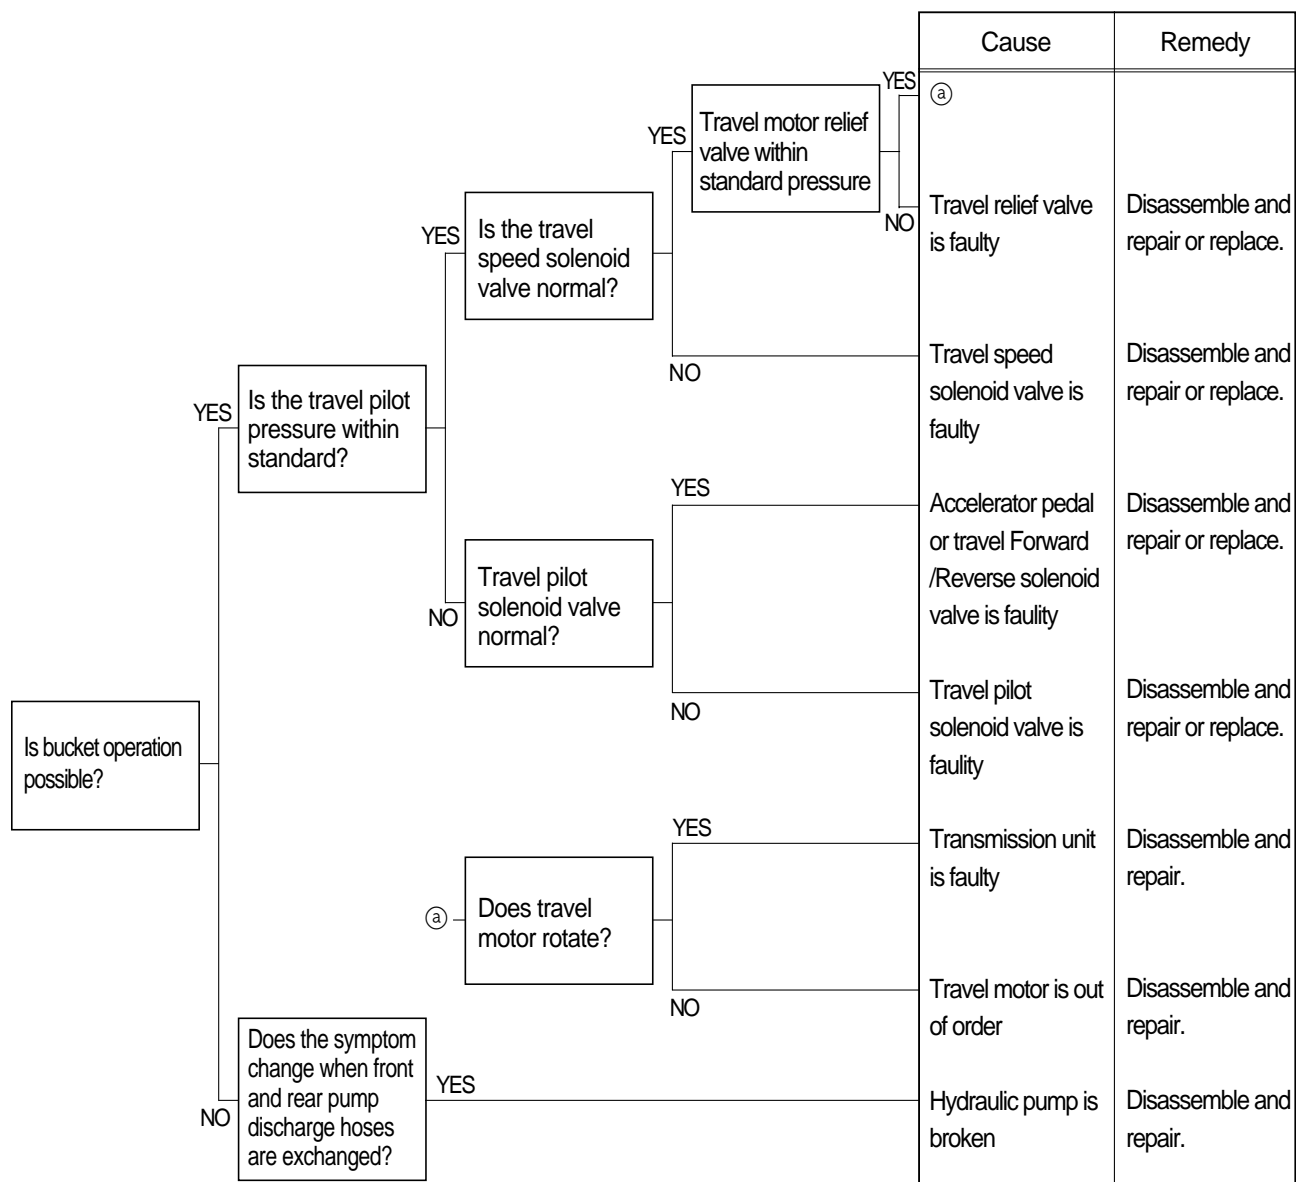 Cause
Remedy
YES
ⓐ
YES
Travel motor relief
valve within
standard pressure
NO
Travel relief valve
is faulty
Disassemble and
repair or replace.
YES
Is the travel
speed solenoid
valve normal?
NO
Travel speed
solenoid valve is
faulty
Disassemble and
repair or replace.
YES
Is the travel pilot
pressure within
standard?
YES
Accelerator pedal
or travel Forward
/Reverse solenoid
valve is faulity
Disassemble and
repair or replace.
NO
Travel pilot
solenoid valve
normal?
NO
Travel pilot
solenoid valve is
faulity
Disassemble and
repair or replace.
Is bucket operation
possible?
YES
Transmission unit
is faulty
Disassemble and
repair.
ⓐ
Does travel
motor rotate?
NO
Travel motor is out
of order
Disassemble and
repair.
NO
Does the symptom
change when front
and rear pump
discharge hoses
are exchanged?
YES
Hydraulic pump is
broken
Disassemble and
repair.